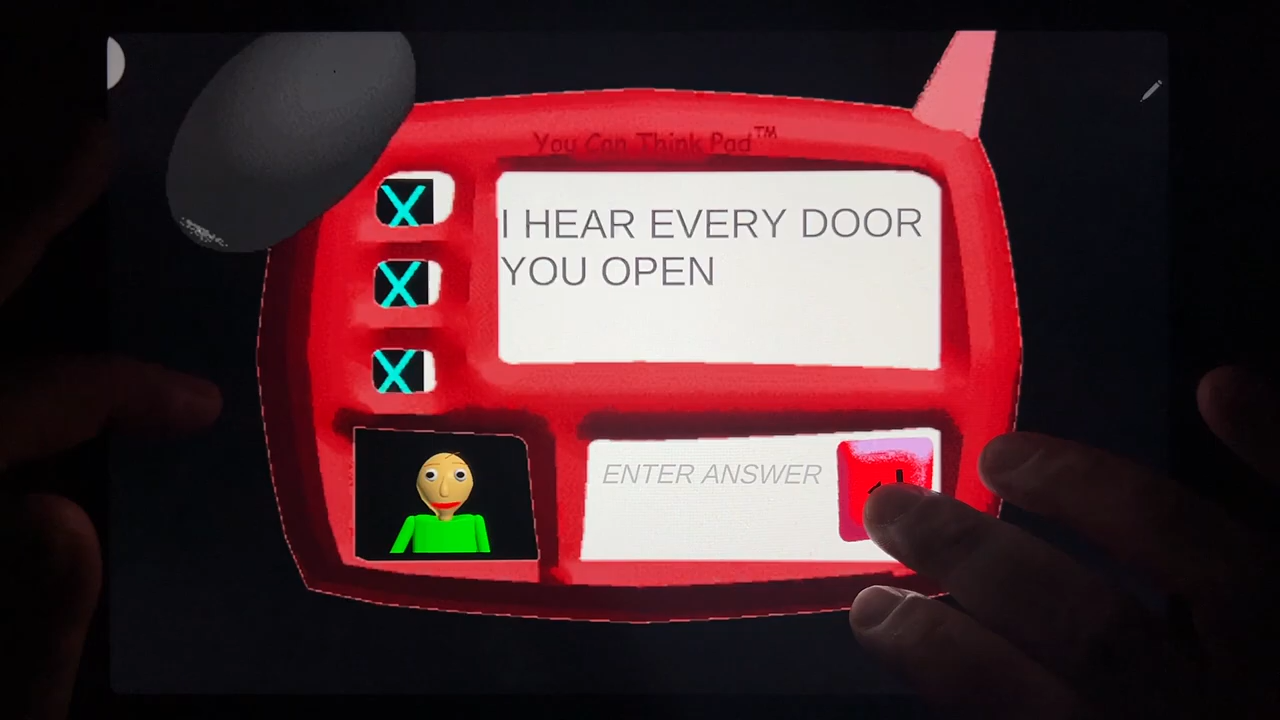 You Can Think Pad™
I HEAR EVERY DOOR
YOU OPEN
ENTER ANSWER